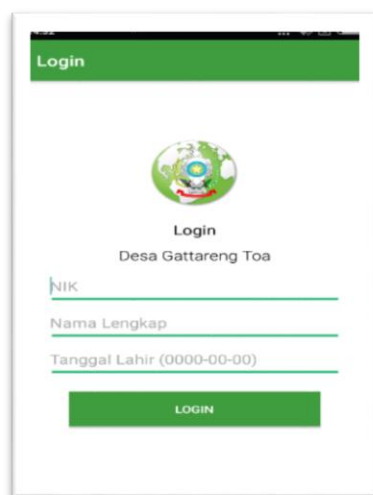 Login
Login
Desa Gattareng Toa
NIK
Nama Lengkap
Tanggal Lahir (0000-00-00)
LOGIN